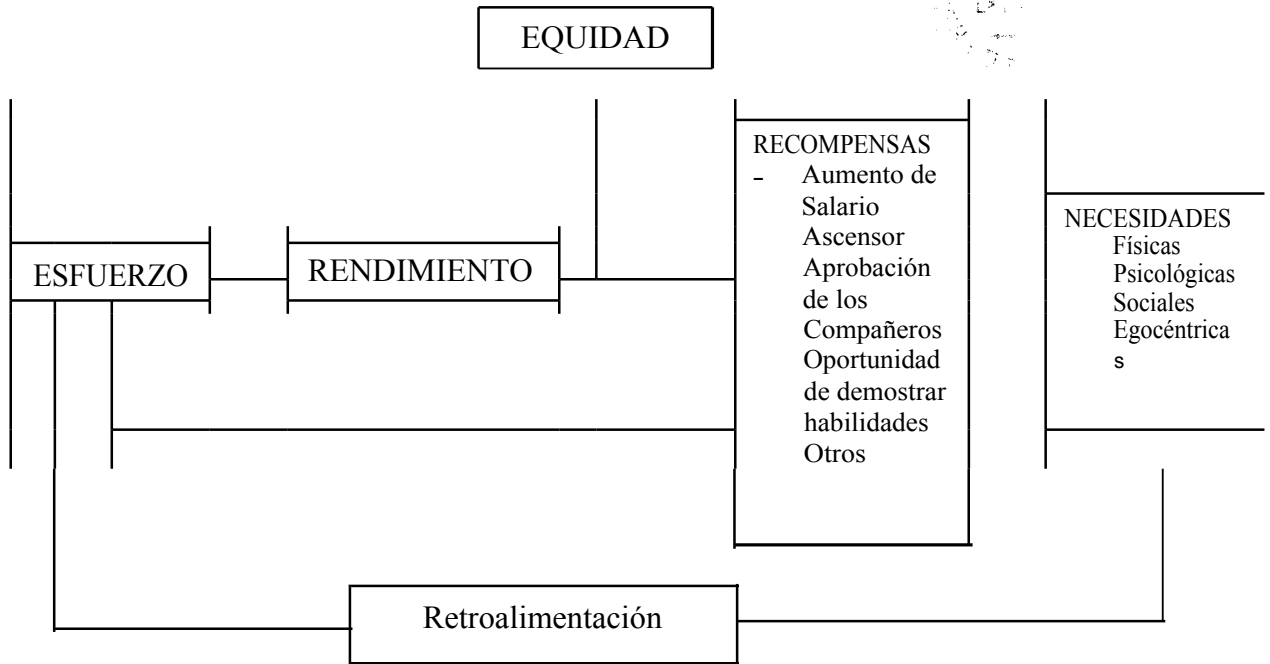 EQUIDAD
ESFUERZO
RENDIMIENTO
RECOMPENSAS
- Aumento de
Salario
Ascensor
Aprobación
de los
Compañeros
Oportunidad
de demostrar
habilidades
Otros
NECESIDADES
Físicas
Psicológicas
Sociales
Egocéntrica
s
Retroalimentación